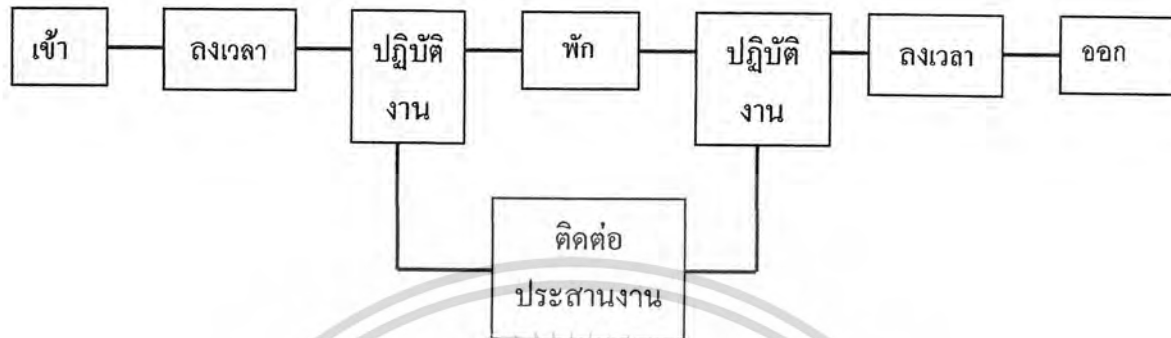 เข้า
ลงเวลา
ปฏิบัติ
งาน
พัก
ปฏิบัติ
งาน
ลงเวลา
ออก
ติดต่อ
ประสานงาน